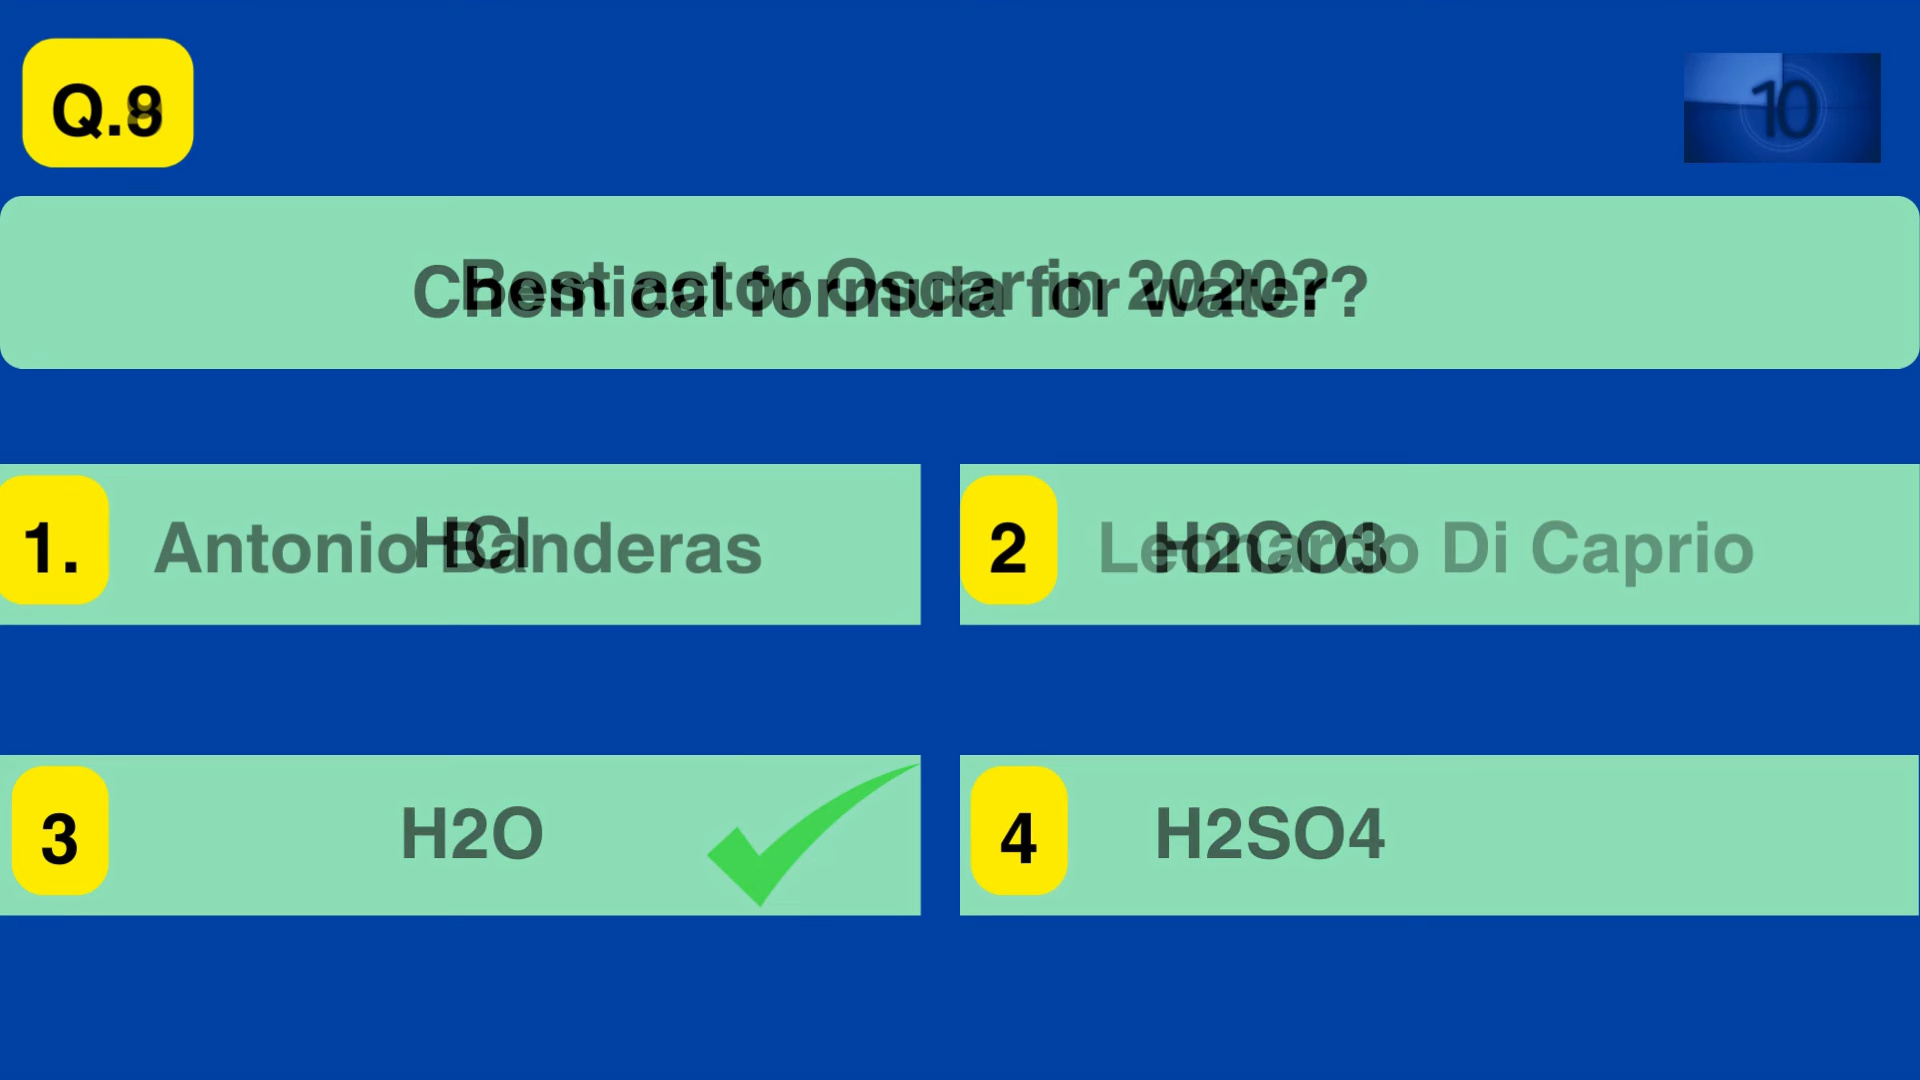 Q.8
10
Chemical formula for water?
Best actor Oscar in 2020?
1.
Antonio Banderas
HCl
2
Leonardo Di Caprio
H2CO3
3
H2O
4
H2SO4